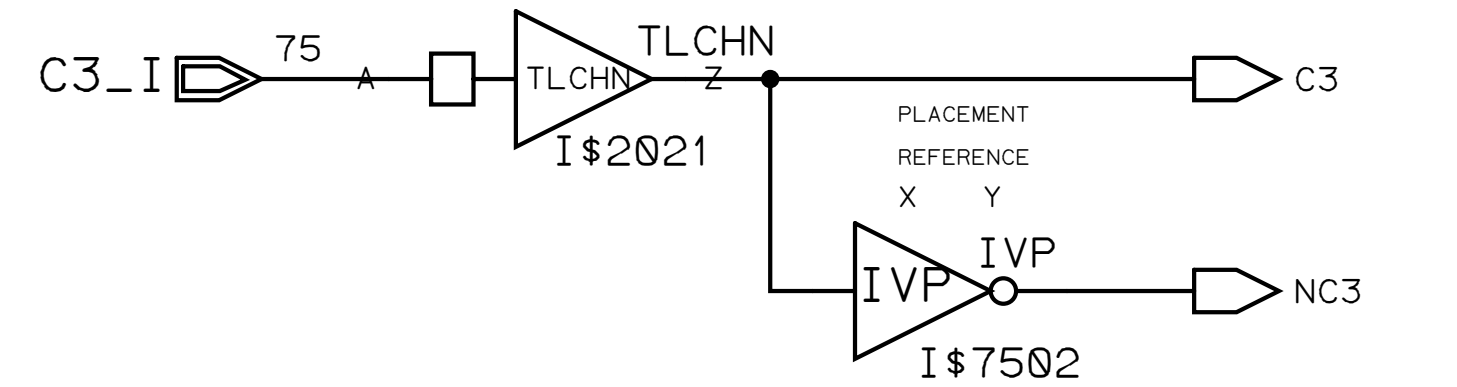 C3_I
75
A
TLCHN
TLCHN
Z
I$2021
C3
PLACEMENT
REFERENCE
X Y
IVP
IVP
I$7502
NC3